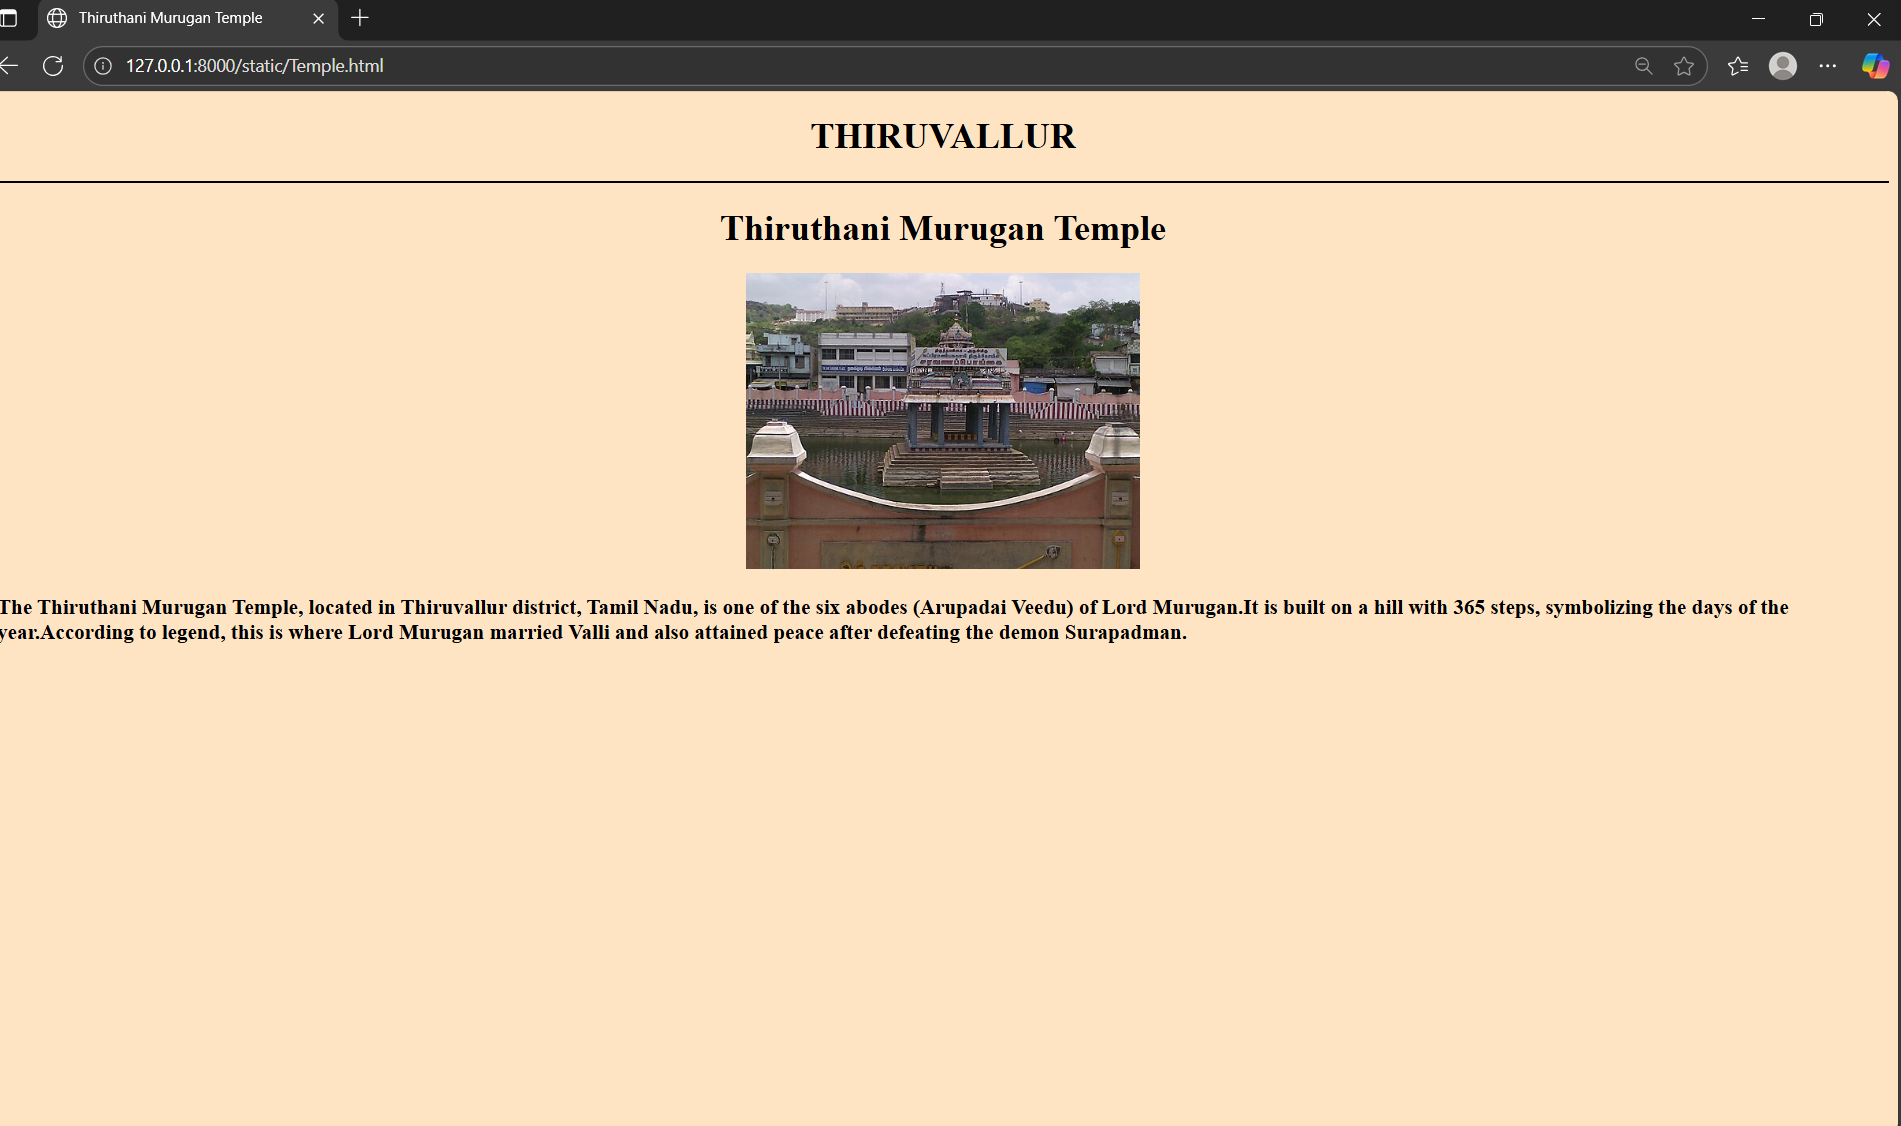 Thiruthani Murugan Temple
127.0.0.1:8000/static/Temple.html
THIRUVALLUR
Thiruthani Murugan Temple
The Thiruthani Murugan Temple, located in Thiruvallur district, Tamil Nadu, is one of the six abodes (Arupadai Veedu) of Lord Murugan.It is built on a hill with 365 steps, symbolizing the days of the
year.According to legend, this is where Lord Murugan married Valli and also attained peace after defeating the demon Surapadman.